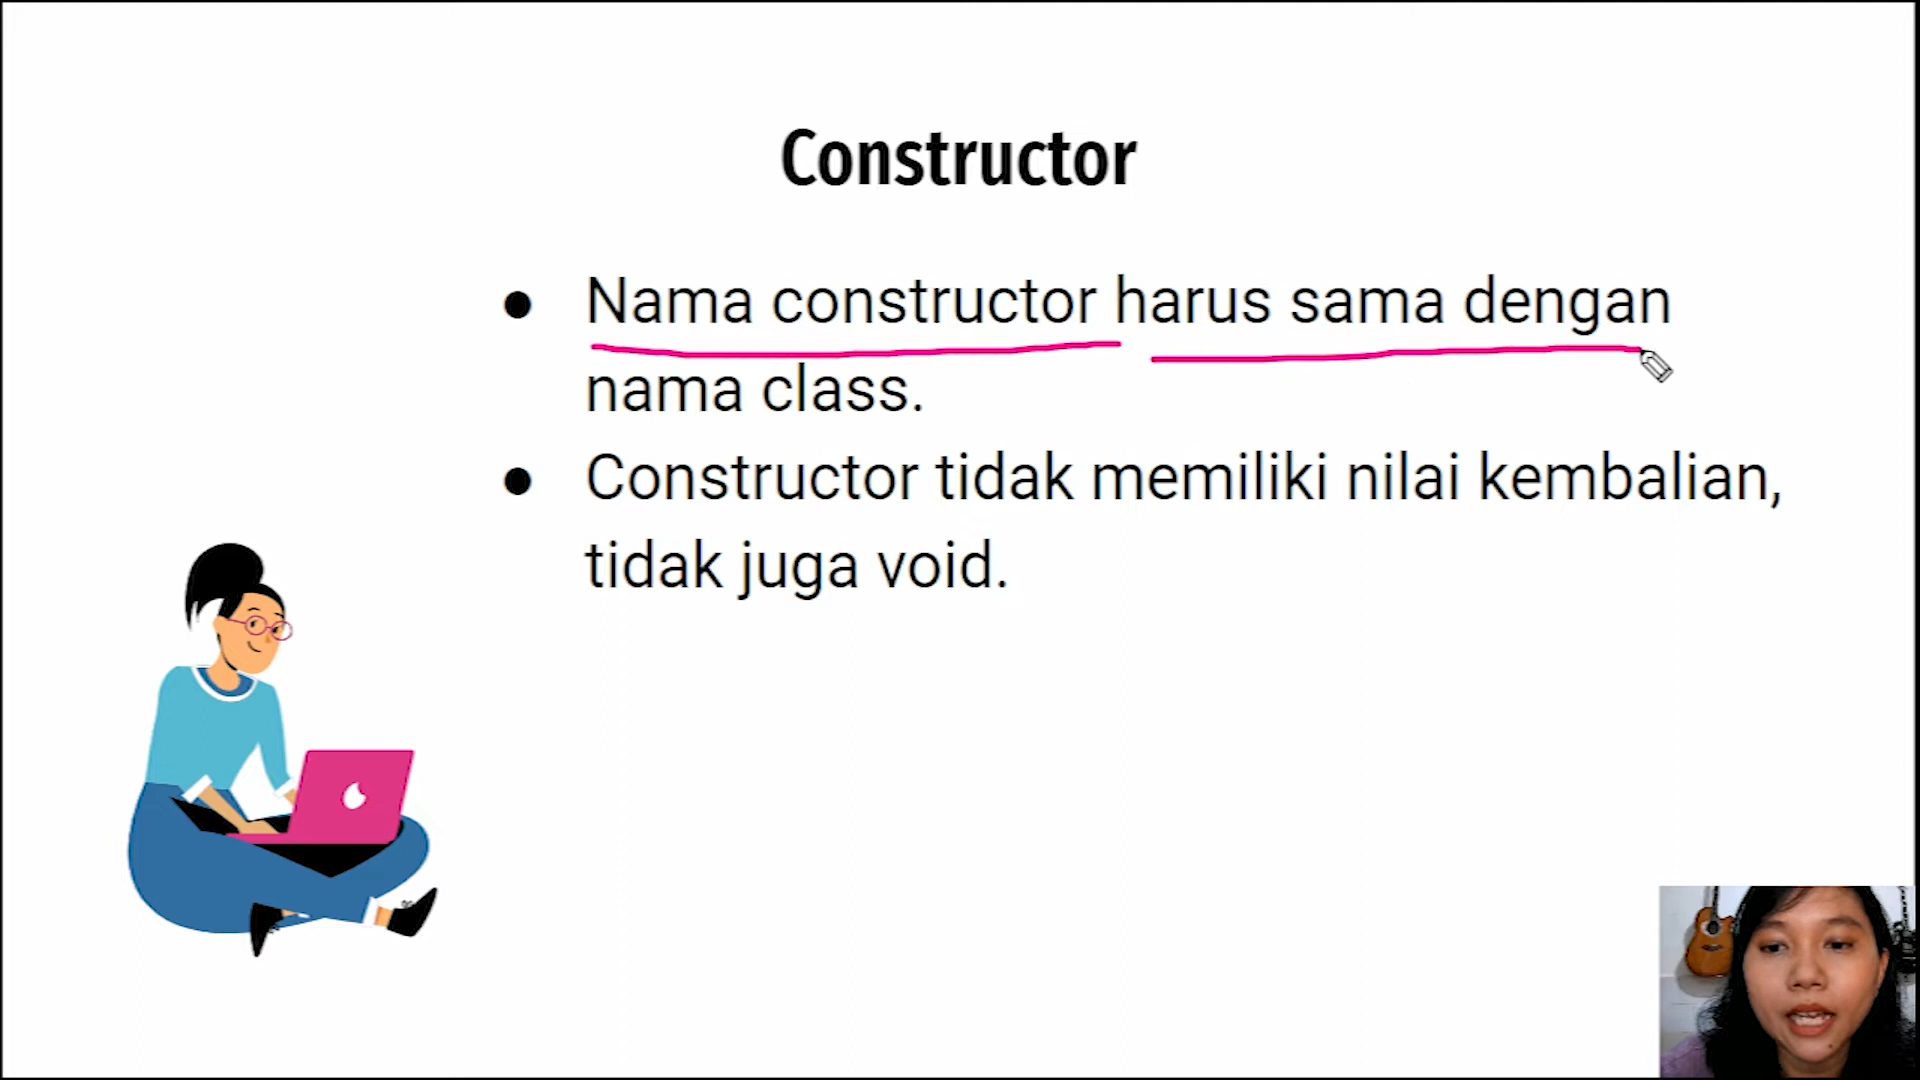 Constructor
● Nama constructor harus sama dengan
nama class.
● Constructor tidak memiliki nilai kembalian,
tidak juga void.